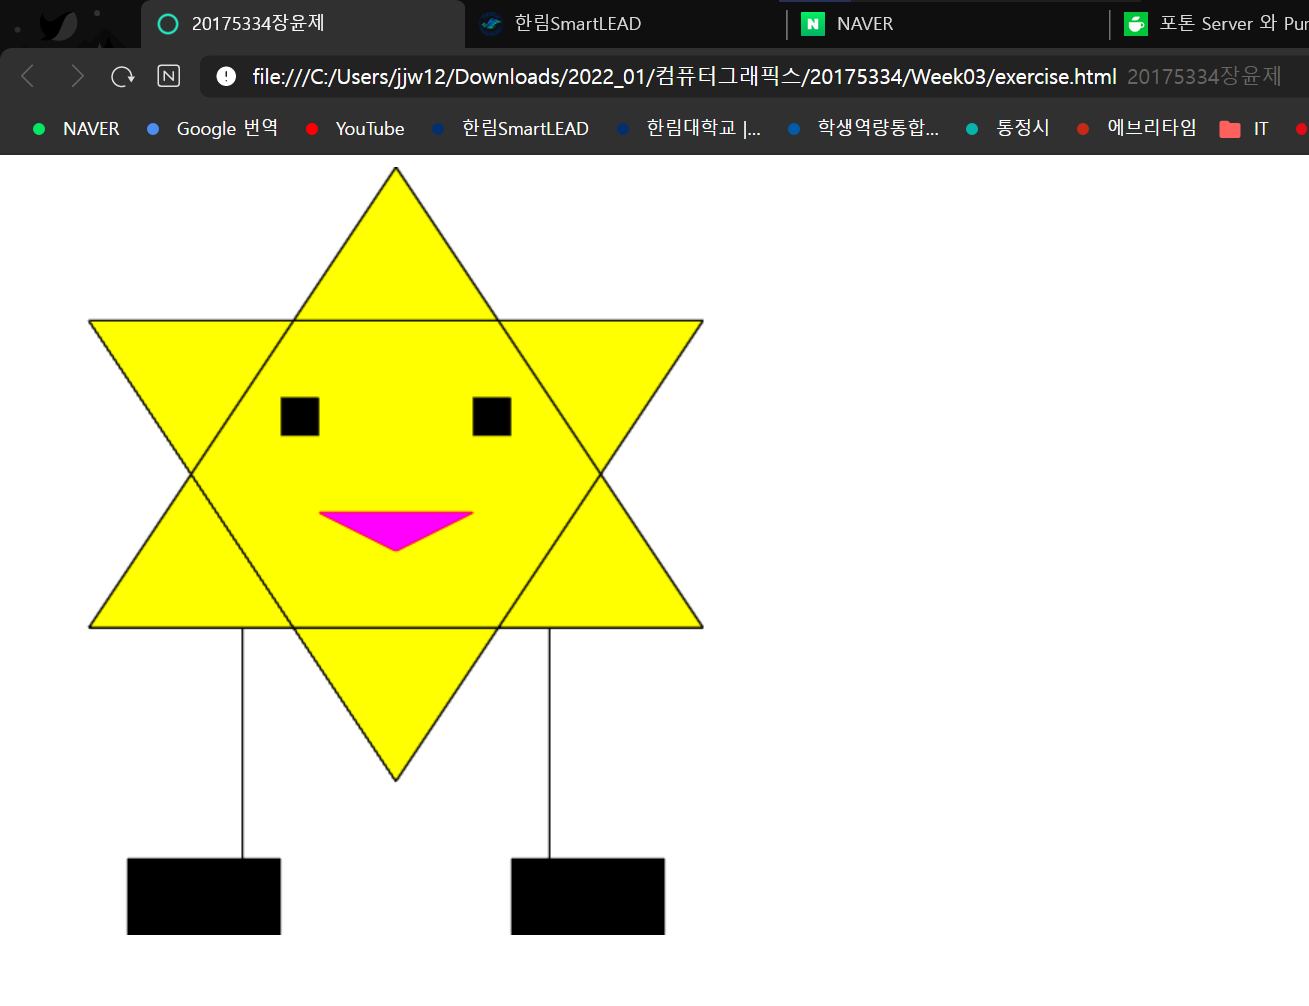 20175334장윤제 한림SmartLEAD N NAVER 포톤 Server 와 Pu
N file:///C:/Users/jjw12/Downloads/2022_01/컴퓨터그래픽스/20175334/Week03/exercise.html 20175334장윤제
NAVER Google 번역 YouTube 한림SmartLEAD 한림대학교 |... 학생역량통합... 통정시 에브리타임 IT